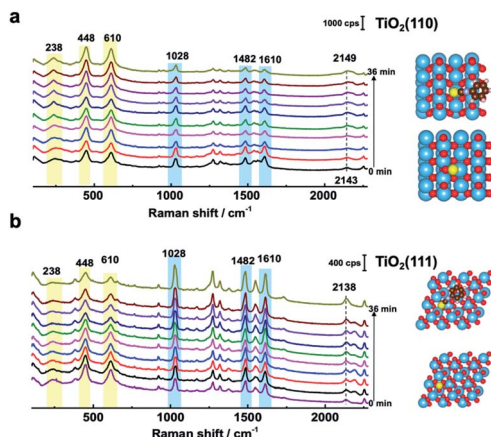 a
1000 cps
TiO₂(110)
238
448
610
1028
1482
1610
2149
36 min
0 min
2143
500
1000
1500
2000
Raman shift / cm⁻¹
b
400 cps
TiO₂(111)
238
448
610
1028
1482
1610
2138
36 min
0 min
500
1000
1500
2000
Raman shift / cm⁻¹